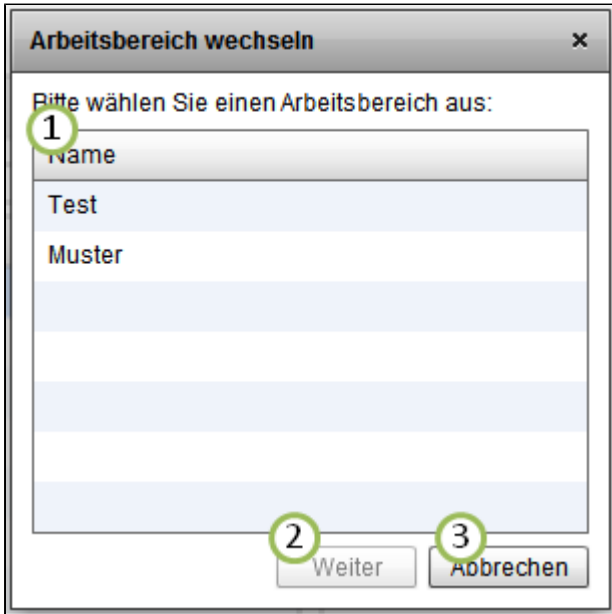 Arbeitsbereich wechseln ×
Bitte wählen Sie einen Arbeitsbereich aus:
1
Name
Test
Muster
2
Weiter
3
Abbrechen